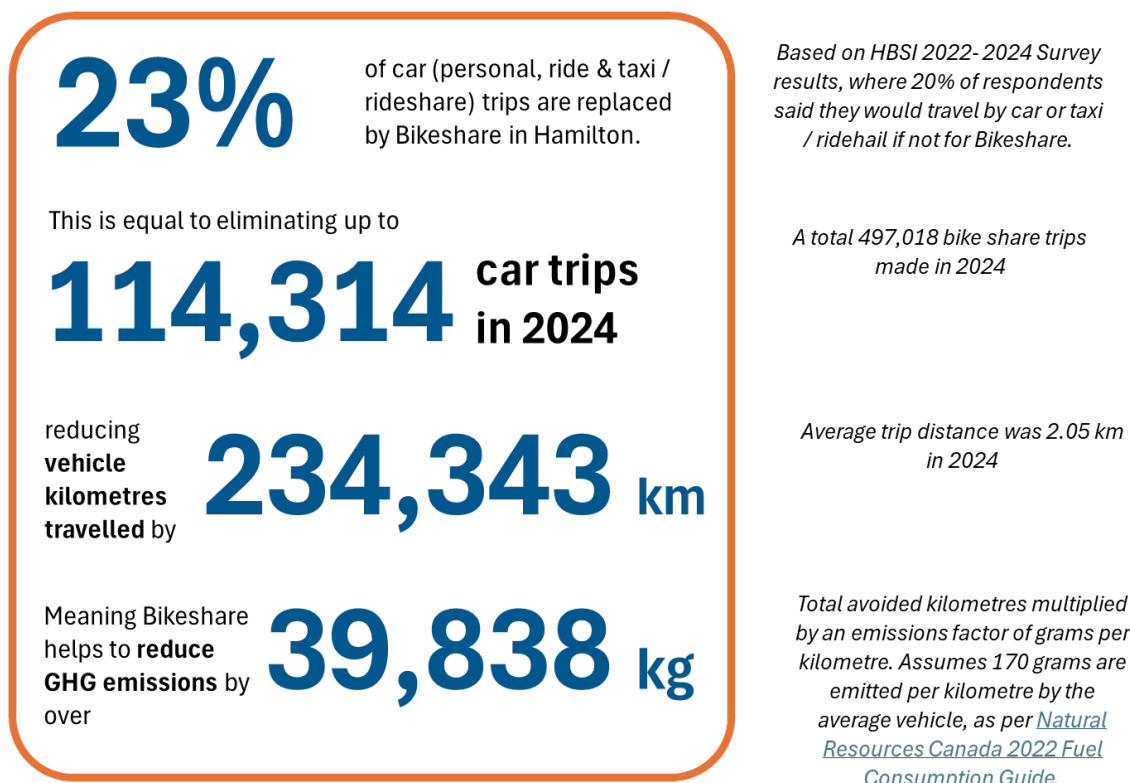 23%
of car (personal, ride & taxi /
rideshare) trips are replaced
by Bikeshare in Hamilton.
Based on HBSI 2022- 2024 Survey
results, where 20% of respondents
said they would travel by car or taxi
/ ridehail if not for Bikeshare.
This is equal to eliminating up to
114,314
car trips
in 2024
A total 497,018 bike share trips
made in 2024
reducing
vehicle
kilometres
travelled by
234,343 km
Average trip distance was 2.05 km
in 2024
Meaning Bikeshare
helps to reduce
GHG emissions by
over
39,838 kg
Total avoided kilometres multiplied
by an emissions factor of grams per
kilometre. Assumes 170 grams are
emitted per kilometre by the
average vehicle, as per Natural
Resources Canada 2022 Fuel
Consumption Guide.